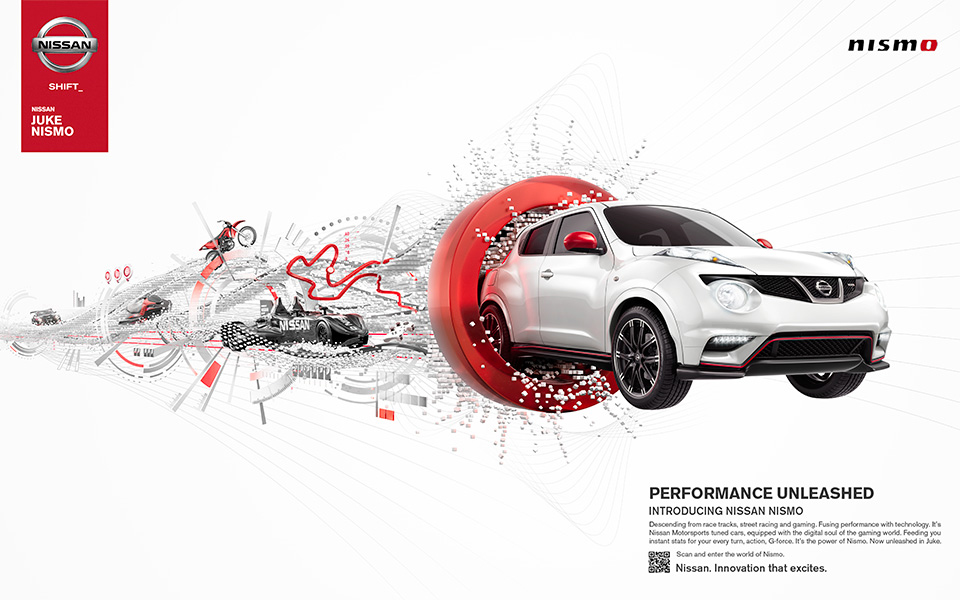 NISSAN
SHIFT_
NISSAN
JUKE
NISMO
nismo
NISSAN
PERFORMANCE UNLEASHED
INTRODUCING NISSAN NISMO
Descending from race tracks, street racing and gaming. Fusing performance with technology. It's
Nissan Motorsports tuned cars, equipped with the digital soul of the gaming world. Feeding you
instant stats for your every turn, action, G-force. It's the power of Nismo. Now unleashed in Juke.
Scan and enter the world of Nismo.
Nissan. Innovation that excites.